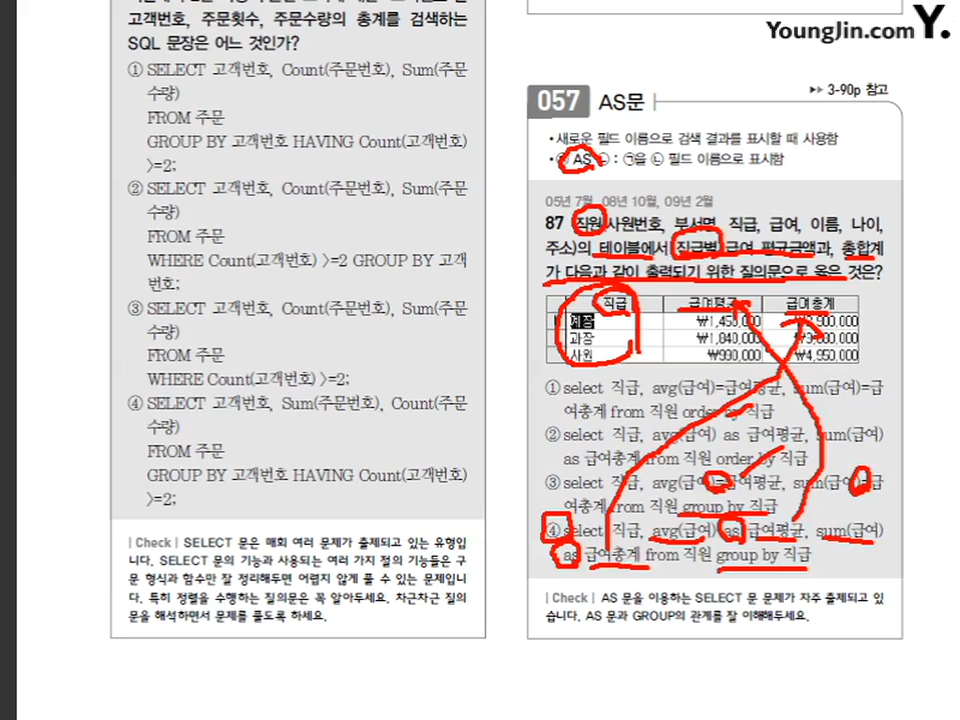 고객번호, 주문횟수, 주문수량의 총계를 검색하는
SQL 문장은 어느 것인가?
① SELECT 고객번호, Count(주문번호), Sum(주문
수량)
FROM 주문
GROUP BY 고객번호 HAVING Count(고객번호)
>=2;
② SELECT 고객번호, Count(주문번호), Sum(주문
수량)
FROM 주문
WHERE Count(고객번호) >=2 GROUP BY 고객
번호;
③ SELECT 고객번호, Count(주문번호), Sum(주문
수량)
FROM 주문
WHERE Count(고객번호) >=2;
④ SELECT 고객번호, Sum(주문번호), Count(주문
수량)
FROM 주문
GROUP BY 고객번호 HAVING Count(고객번호)
>=2;
| Check | SELECT 문은 매회 여러 문제가 출제되고 있는 유형입
니다. SELECT 문의 기능과 사용되는 여러 가지 절의 기능들은 구
문 형식과 함수만 잘 정리해두면 어렵지 않게 풀 수 있는 문제입니
다. 특히 정렬을 수행하는 질의문은 꼭 알아두세요. 차근차근 질의
문을 해석하면서 문제를 풀도록 하세요.
YoungJin.com Y.
▶▶ 3-90p 참고
057 AS문
• 새로운 필드 이름으로 검색 결과를 표시할 때 사용함
• AS ㉡ : ㉠을 ㉡ 필드 이름으로 표시함
05년 7월, 08년 10월, 09년 2월
87 직원(사원번호, 부서명, 직급, 급여, 이름, 나이,
주소)의 테이블에서 직급별 급여 평균금액과, 총합계
가 다음과 같이 출력되기 위한 질의문으로 옳은 것은?
직급 급여평균 급여총계
과장 ₩1,840,000
사원 ₩990,000 ₩4,950,000
① select 직급, avg(급여)=급여평균, sum(급여)=급
여총계 from 직원 order by 직급
② select 직급, avg(급여) as 급여평균, sum(급여)
as 급여총계 from 직원 order by 직급
③ select 직급, avg(급여)=급여평균, sum(급여)=급
여총계 from 직원 group by 직급
④ select 직급, avg(급여) as 급여평균, sum(급여)
as 급여총계 from 직원 group by 직급
| Check | AS 문을 이용하는 SELECT 문 문제가 자주 출제되고 있
습니다. AS 문과 GROUP의 관계를 잘 이해해두세요.